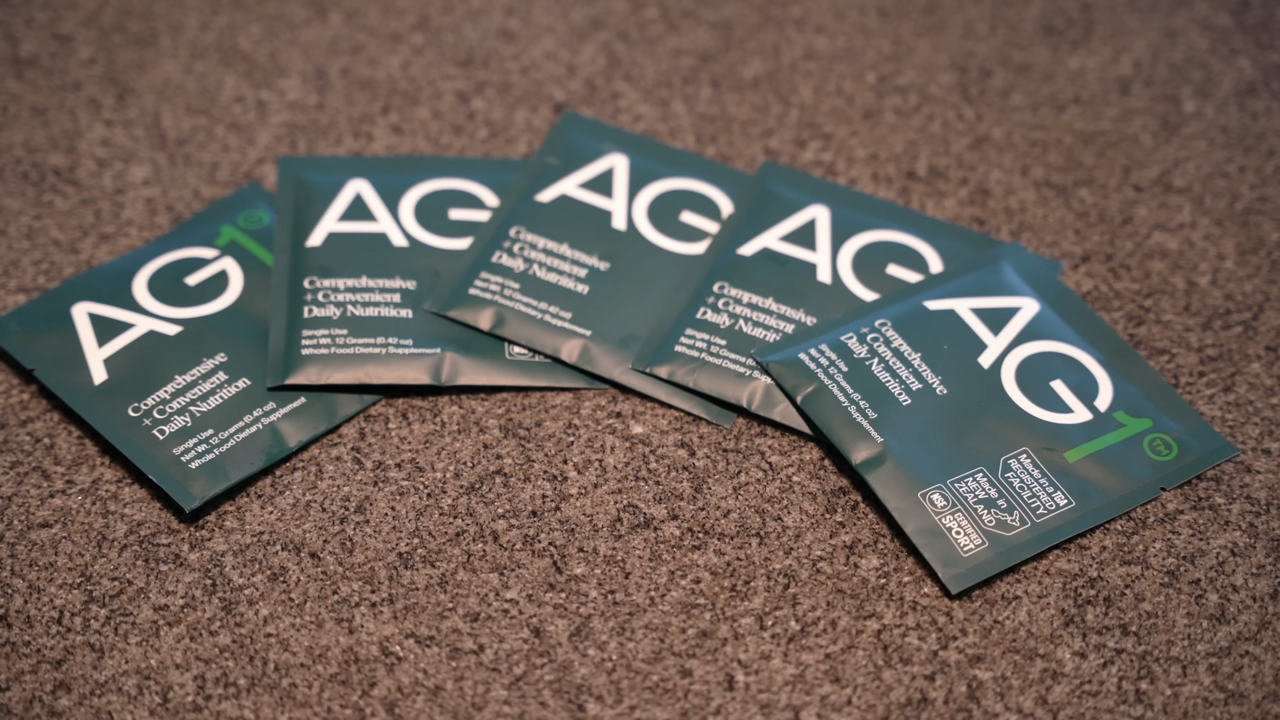 AG1
Comprehensive
+ Convenient
Daily Nutrition
Single Use
Net Wt. 12 Grams (0.42 oz)
Whole Food Dietary Supplement
AG
Comprehensive
+ Convenient
Daily Nutrition
Single Use
Net Wt. 12 Grams (0.42 oz)
Whole Food Dietary Supplement
AG
Comprehensive
+ Convenient
Daily Nutrition
Single Use
Net Wt. 12 Grams (0.42 oz)
Whole Food Dietary Supplement
AG
Comprehensive
+ Convenient
Daily
Single Use
Net Wt. 12 Grams
Whole Food Dietary
AG1™
Comprehensive
+ Convenient
Daily Nutrition
Single Use
Net Wt. 12 Grams (0.42 oz)
Whole Food Dietary Supplement
Made in a TGA
REGISTERED
FACILITY
Made in
NEW
ZEALAND
NSF
CERTIFIED
SPORT